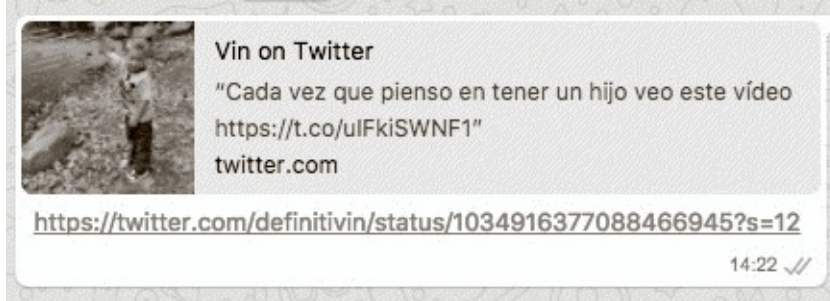 Vin on Twitter
“Cada vez que pienso en tener un hijo veo este vídeo
https://t.co/ulFkiSWNF1”
twitter.com
https://twitter.com/definitivin/status/1034916377088466945?s=12
14:22